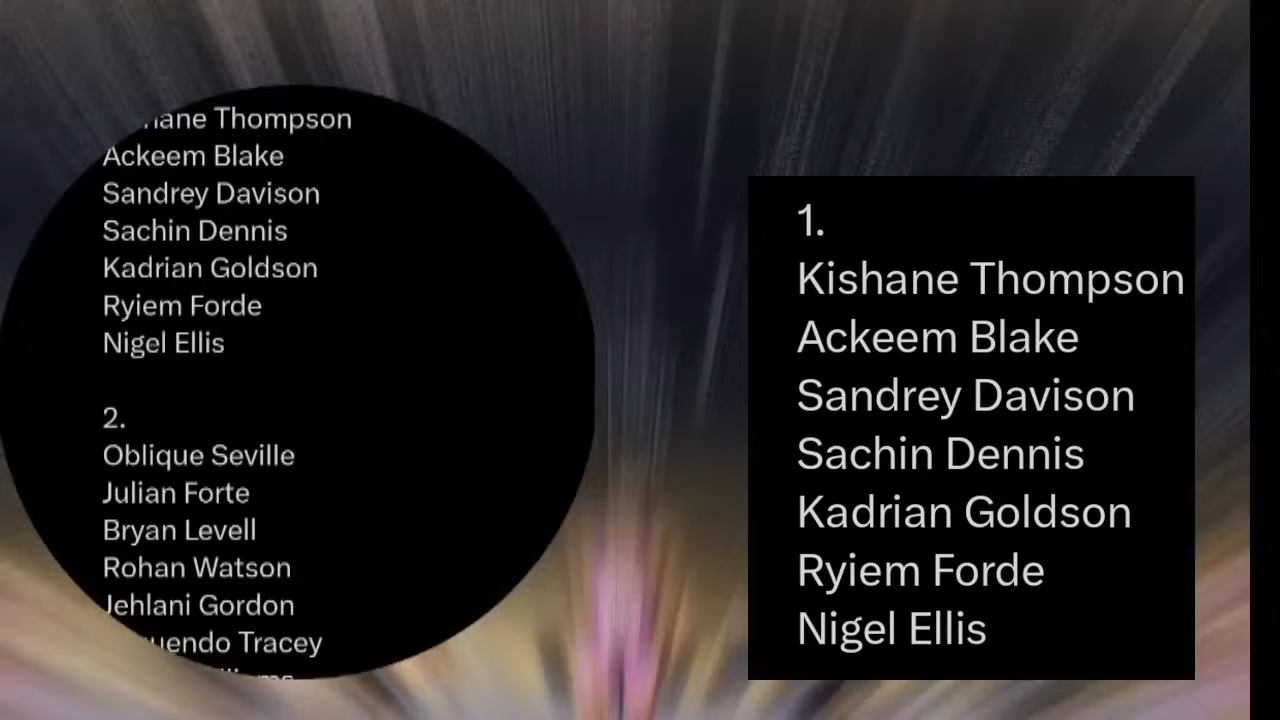 Thompson
Ackeem Blake
Sandrey Davison
Sachin Dennis
Kadrian Goldson
Ryiem Forde
Nigel Ellis
2.
Oblique Seville
Julian Forte
Bryan Levell
Rohan Watson
Jehlani Gordon
Tracey
1.
Kishane Thompson
Ackeem Blake
Sandrey Davison
Sachin Dennis
Kadrian Goldson
Ryiem Forde
Nigel Ellis